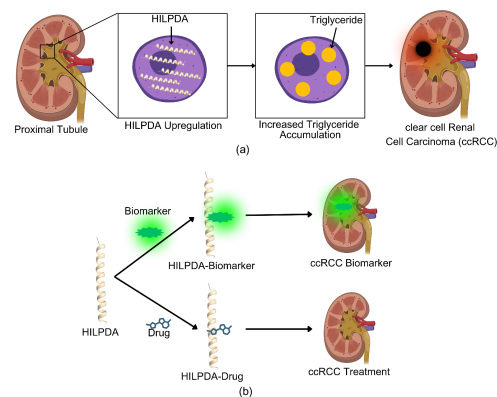 HILPDA
Triglyceride
Proximal Tubule
HILPDA Upregulation
Increased Triglyceride
Accumulation
clear cell Renal
Cell Carcinoma (ccRCC)
(a)
Biomarker
HILPDA-Biomarker
ccRCC Biomarker
HILPDA
Drug
HILPDA-Drug
ccRCC Treatment
(b)